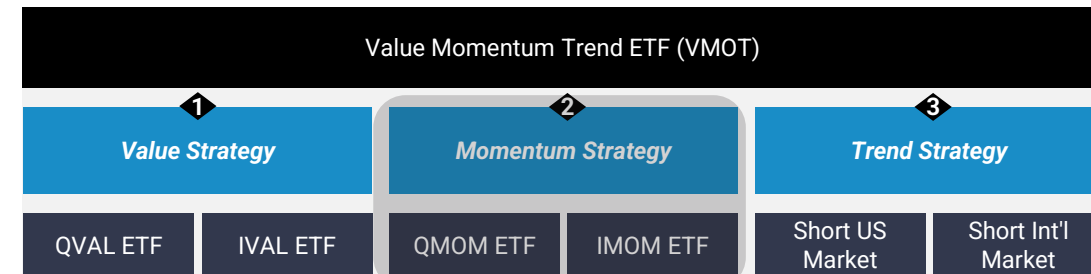 Value Momentum Trend ETF (VMOT)
1
2
3
Value Strategy
Momentum Strategy
Trend Strategy
QVAL ETF
IVAL ETF
QMOM ETF
IMOM ETF
Short US
Market
Short Int'l
Market